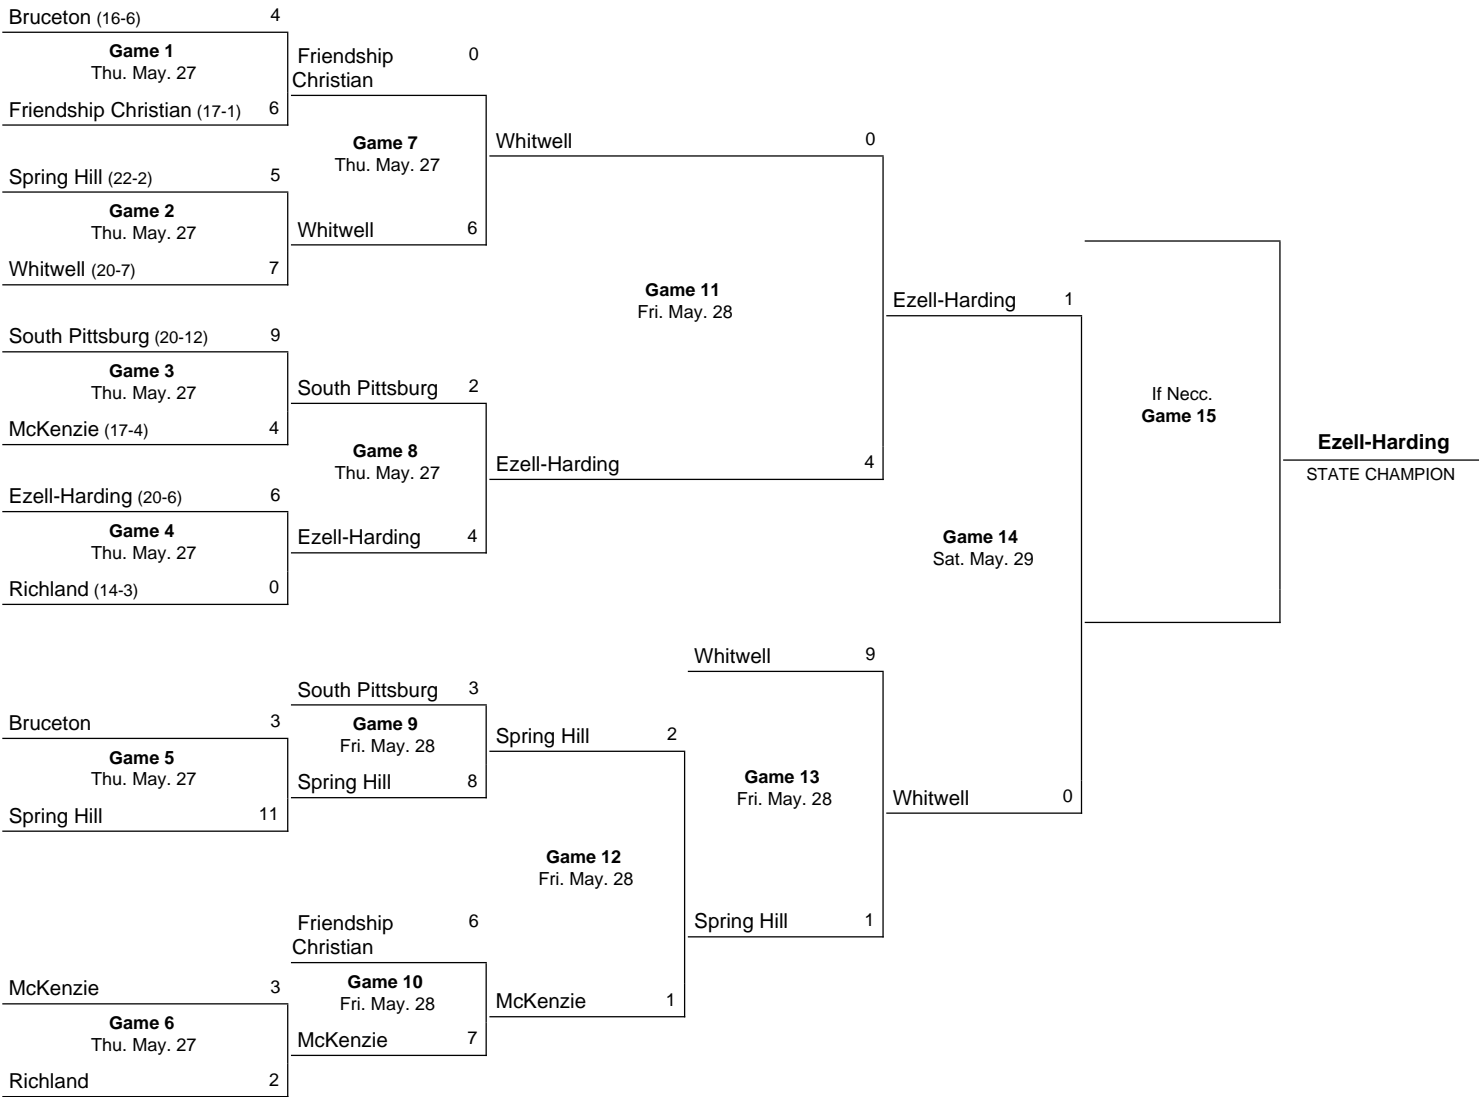 Bruceton (16-6) 4
Game 1
Thu. May. 27
Friendship Christian (17-1) 6
Spring Hill (22-2) 5
Game 2
Thu. May. 27
Whitwell (20-7) 7
South Pittsburg (20-12) 9
Game 3
Thu. May. 27
McKenzie (17-4) 4
Ezell-Harding (20-6) 6
Game 4
Thu. May. 27
Richland (14-3) 0
Bruceton 3
Game 5
Thu. May. 27
Spring Hill 11
McKenzie 3
Game 6
Thu. May. 27
Richland 2
Friendship 0
Christian
Game 7
Thu. May. 27
Whitwell 6
South Pittsburg 2
Game 8
Thu. May. 27
Ezell-Harding 4
South Pittsburg 3
Game 9
Fri. May. 28
Spring Hill 8
Friendship 6
Christian
Game 10
Fri. May. 28
McKenzie 7
Whitwell 0
Game 11
Fri. May. 28
Ezell-Harding 4
Spring Hill 2
Game 12
Fri. May. 28
McKenzie 1
Whitwell 9
Game 13
Fri. May. 28
Spring Hill 1
Ezell-Harding 1
Game 14
Sat. May. 29
Whitwell 0
If Necc.
Game 15
Ezell-Harding
STATE CHAMPION